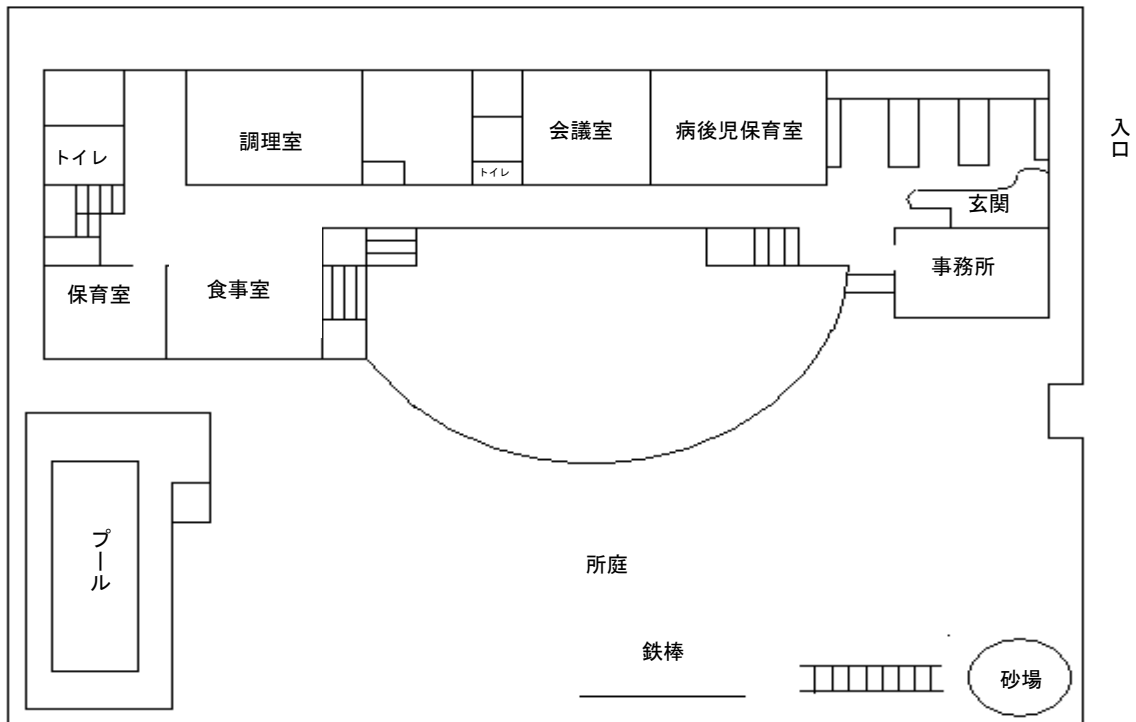 調理室
会議室
病後児保育室
入口
トイレ
トイレ
玄関
保育室
食事室
事務所
プール
所庭
鉄棒
砂場